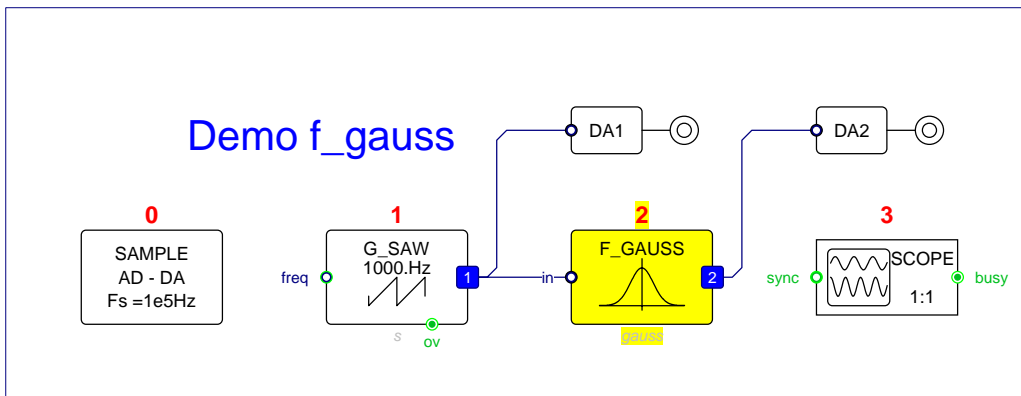 DA1
DA2
Demo f_gauss
0
1
2
3
SAMPLE
AD - DA
Fs =1e5Hz
freq
G_SAW
1000.Hz
1
s
ov
in
F_GAUSS
2
gauss
sync
SCOPE
1:1
busy